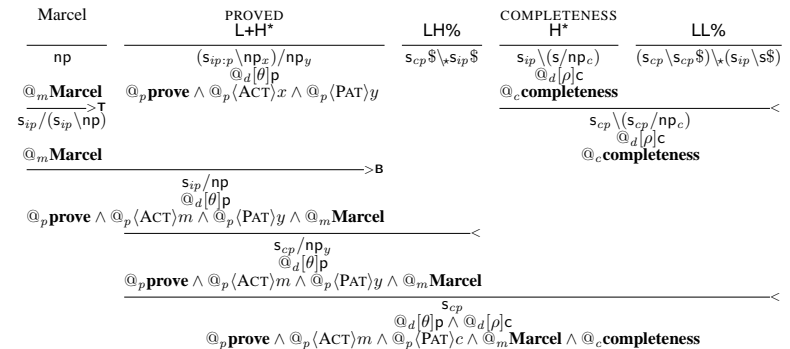 Marcel PROVED COMPLETENESS
L+H* LH% H* LL%
np (s_{ip:p}\np_x)/np_y s_{cp}$\⋆s_{ip}$ s_{ip}\(s/np_c) (s_{cp}\s_{cp}$)\⋆(s_{ip}\s$)
@_d[θ]p @_d[ρ]c
@_m Marcel @_p prove ∧ @_p⟨ACT⟩x ∧ @_p⟨PAT⟩y @_c completeness
>T <
s_{ip}/(s_{ip}\np) s_{cp}\(s_{cp}/np_c)
@_d[ρ]c
@_m Marcel @_c completeness
>B
s_{ip}/np
@_d[θ]p
@_p prove ∧ @_p⟨ACT⟩m ∧ @_p⟨PAT⟩y ∧ @_m Marcel
<
s_{cp}/np_y
@_d[θ]p
@_p prove ∧ @_p⟨ACT⟩m ∧ @_p⟨PAT⟩y ∧ @_m Marcel
<
s_{cp}
@_d[θ]p ∧ @_d[ρ]c
@_p prove ∧ @_p⟨ACT⟩m ∧ @_p⟨PAT⟩c ∧ @_m Marcel ∧ @_c completeness